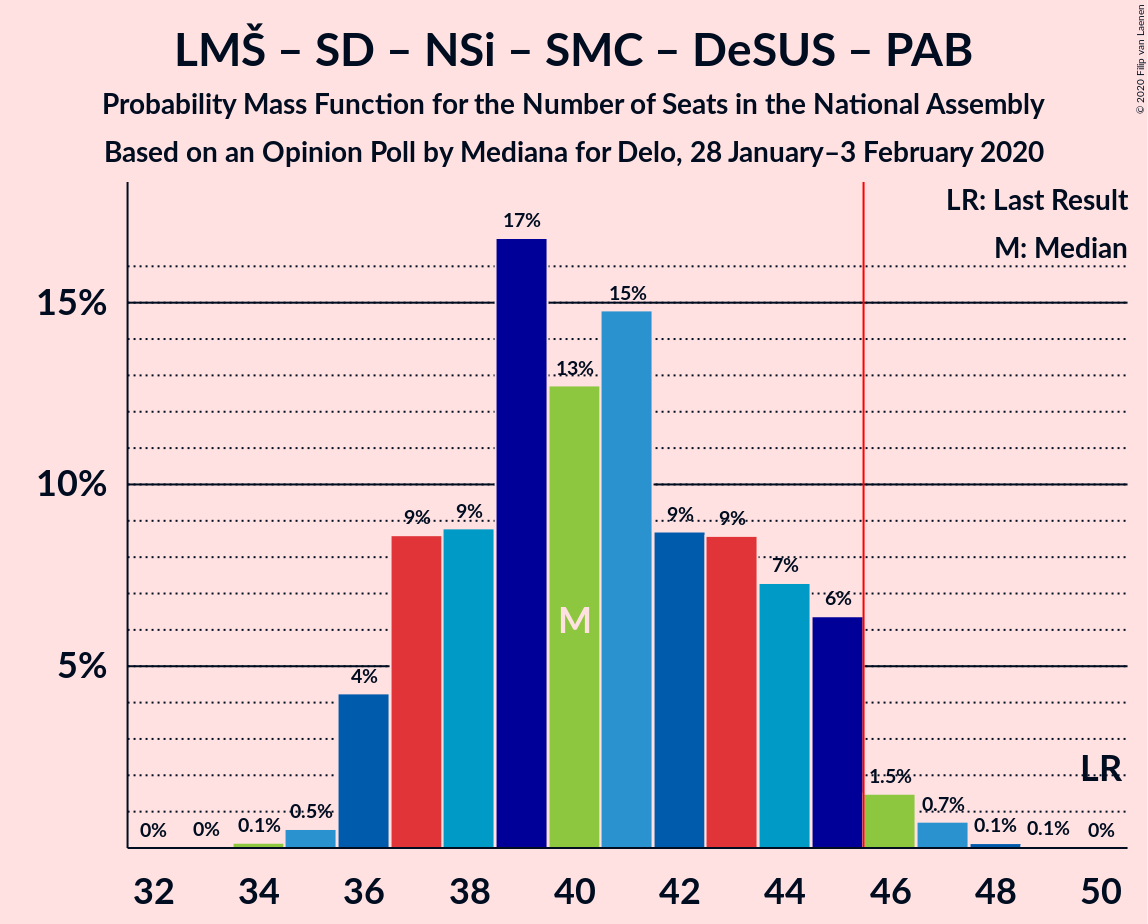 LMŠ – SD – NSi – SMC – DeSUS – PAB
Probability Mass Function for the Number of Seats in the National Assembly
Based on an Opinion Poll by Mediana for Delo, 28 January–3 February 2020
© 2020 Filip van Laenen
LR: Last Result
M: Median
15%
10%
5%
0%
0%
0.1%
0.5%
4%
9%
9%
17%
13%
15%
9%
9%
7%
6%
1.5%
0.7%
0.1%
0.1%
0%
M
LR
32 34 36 38 40 42 44 46 48 50